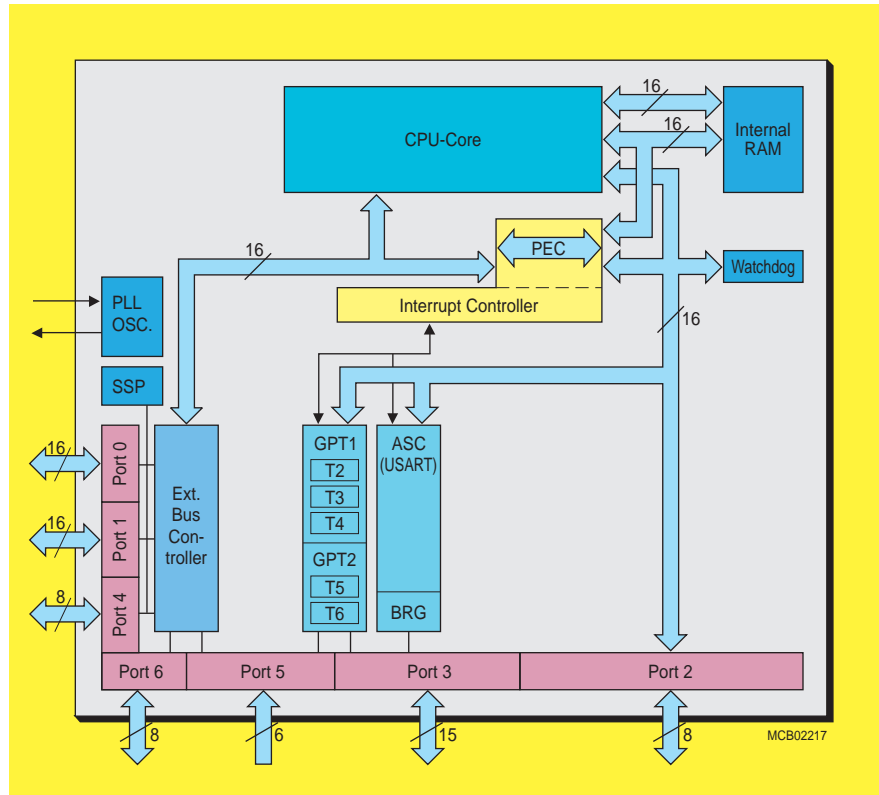 16
CPU-Core
16
Internal
RAM
16
PEC
Watchdog
Interrupt Controller
16
PLL
OSC.
SSP
16
Port 0
16
Port 1
8
Port 4
Ext.
Bus
Con-
troller
GPT1
T2
T3
T4
GPT2
T5
T6
ASC
(USART)
BRG
Port 6
Port 5
Port 3
Port 2
8
6
15
8
MCB02217